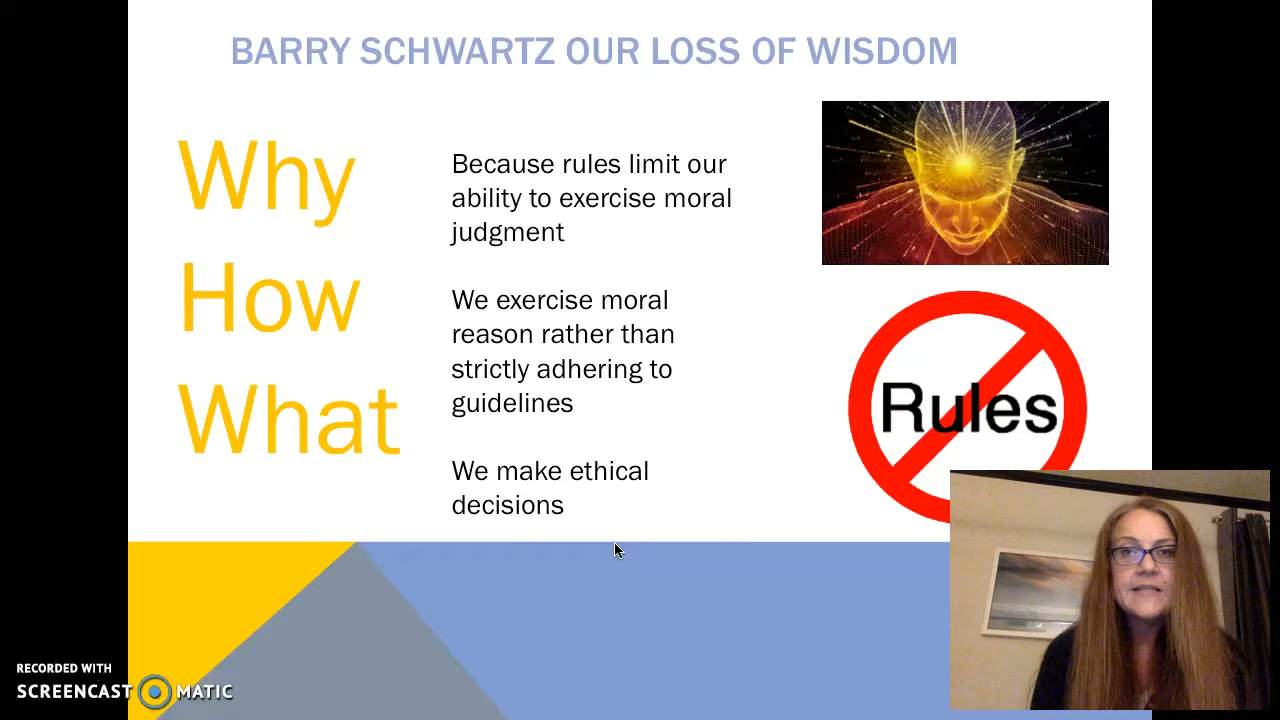 BARRY SCHWARTZ OUR LOSS OF WISDOM
Why
How
What
Because rules limit our
ability to exercise moral
judgment
We exercise moral
reason rather than
strictly adhering to
guidelines
We make ethical
decisions
Rules
RECORDED WITH
SCREENCAST MATIC